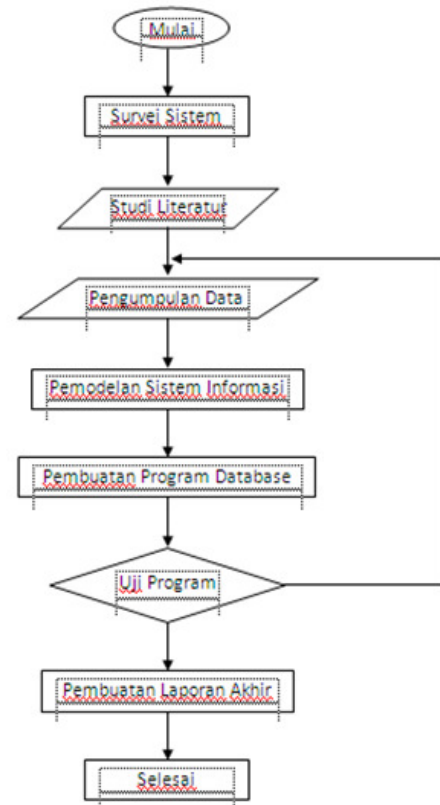 Mulai
Survei Sistem
Studi Literatur
Pengumpulan Data
Pemodelan Sistem Informasi
Pembuatan Program Database
Uji Program
Pembuatan Laporan Akhir
Selesai